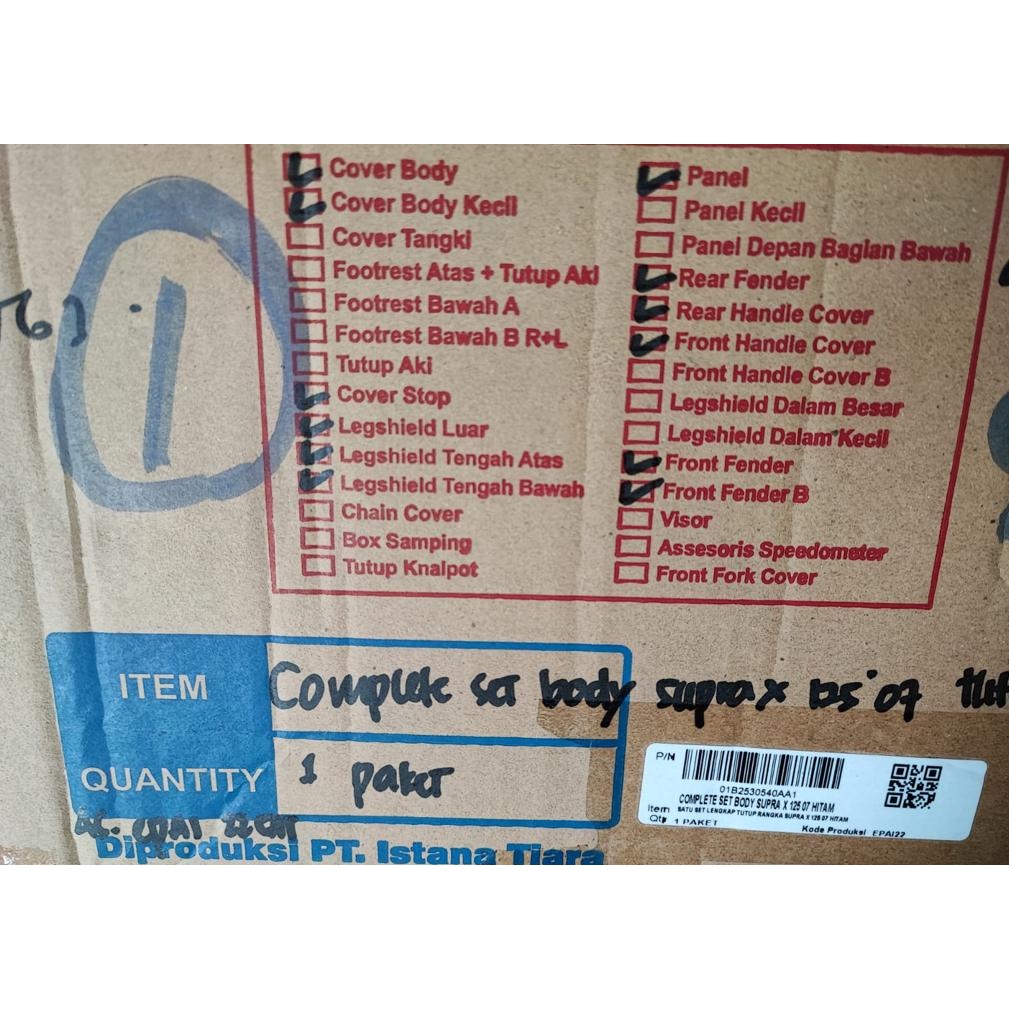 Cover Body
Cover Body Kecil
Cover Tangki
Footrest Atas + Tutup Aki
Footrest Bawah A
Footrest Bawah B R+L
Tutup Aki
Cover Stop
Legshield Luar
Legshield Tengah Atas
Legshield Tengah Bawah
Chain Cover
Box Samping
Tutup Knalpot
Panel
Panel Kecil
Panel Depan Bagian Bawah
Rear Fender
Rear Handle Cover
Front Handle Cover
Front Handle Cover B
Legshield Dalam Besar
Legshield Dalam Kecil
Front Fender
Front Fender B
Visor
Assesoris Speedometer
Front Fork Cover
1
ITEM Complete set body supra x 125 '07
QUANTITY 1 paket
Diproduksi PT. Istana Tiara
P/N
01B2530540AA1
Item COMPLETE SET BODY SUPRA X 125 07 HITAM
SATU SET LENGKAP TUTUP RANGKA SUPRA X 125 07 HITAM
Qty 1 PAKET
Kode Produksi EPAI22